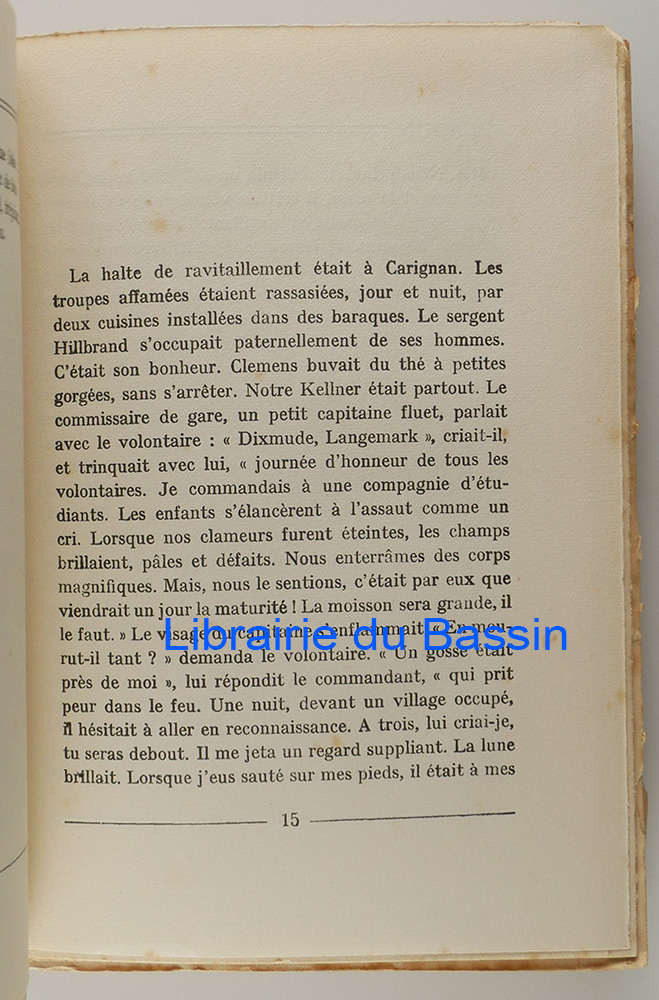 La halte de ravitaillement était à Carignan. Les
troupes affamées étaient rassasiées, jour et nuit, par
deux cuisines installées dans des baraques. Le sergent
Hillbrand s'occupait paternellement de ses hommes.
C'était son bonheur. Clemens buvait du thé à petites
gorgées, sans s'arrêter. Notre Kellner était partout. Le
commissaire de gare, un petit capitaine fluet, parlait
avec le volontaire : « Dixmude, Langemark », criait-il,
et trinquait avec lui, « journée d'honneur de tous les
volontaires. Je commandais à une compagnie d'étu-
diants. Les enfants s'élancèrent à l'assaut comme un
cri. Lorsque nos clameurs furent éteintes, les champs
brillaient, pâles et défaits. Nous enterrâmes des corps
magnifiques. Mais, nous le sentions, c'était par eux que
viendrait un jour la maturité ! La moisson sera grande, il
le faut. » Le visage du capitaine s'enflammait. « En mou-
rut-il tant ? » demanda le volontaire. « Un gosse était
près de moi », lui répondit le commandant, « qui prit
peur dans le feu. Une nuit, devant un village occupé,
il hésitait à aller en reconnaissance. A trois, lui criai-je,
tu seras debout. Il me jeta un regard suppliant. La lune
brillait. Lorsque j'eus sauté sur mes pieds, il était à mes
15
Librairie du Bassin